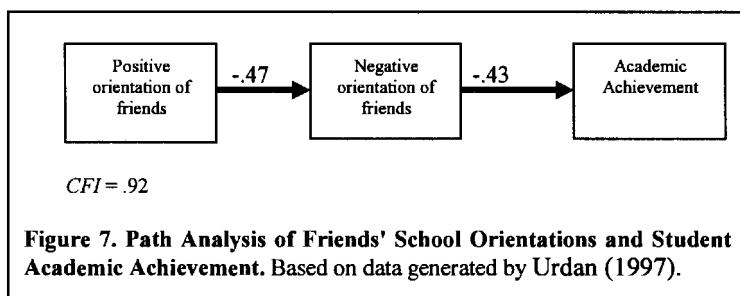 Positive
orientation of
friends
-.47
Negative
orientation of
friends
-.43
Academic
Achievement
CFI = .92
Figure 7. Path Analysis of Friends' School Orientations and Student
Academic Achievement. Based on data generated by Urdan (1997).